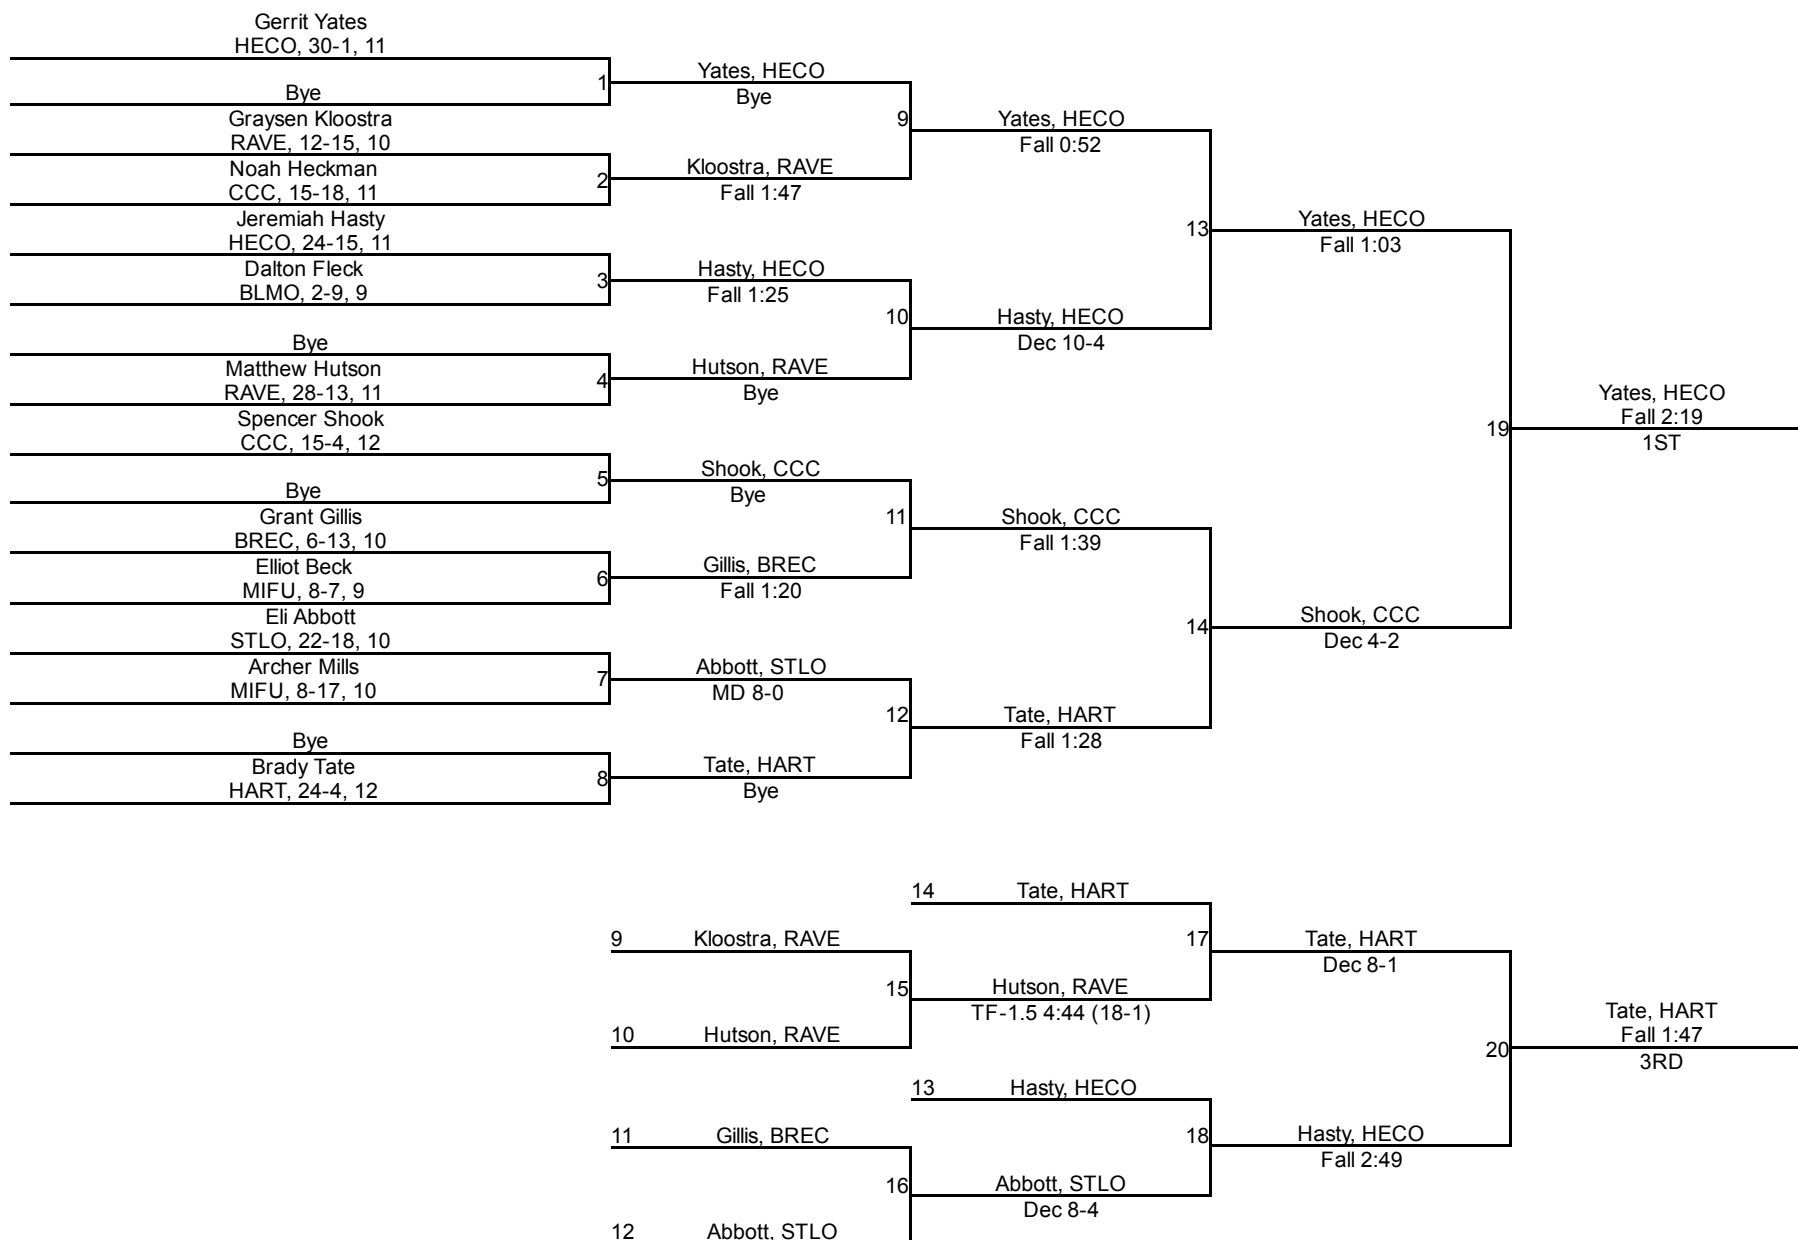 Gerrit Yates
HECO, 30-1, 11
Bye
1
Graysen Kloostra
RAVE, 12-15, 10
Noah Heckman
CCC, 15-18, 11
2
Jeremiah Hasty
HECO, 24-15, 11
Dalton Fleck
BLMO, 2-9, 9
3
Bye
Matthew Hutson
RAVE, 28-13, 11
4
Spencer Shook
CCC, 15-4, 12
Bye
5
Grant Gillis
BREC, 6-13, 10
Elliot Beck
MIFU, 8-7, 9
6
Eli Abbott
STLO, 22-18, 10
Archer Mills
MIFU, 8-17, 10
7
Bye
Brady Tate
HART, 24-4, 12
8
Yates, HECO
Bye
9
Kloostra, RAVE
Fall 1:47
Hasty, HECO
Fall 1:25
10
Hutson, RAVE
Bye
Shook, CCC
Bye
11
Gillis, BREC
Fall 1:20
Abbott, STLO
MD 8-0
12
Tate, HART
Bye
Yates, HECO
Fall 0:52
13
Hasty, HECO
Dec 10-4
Shook, CCC
Fall 1:39
14
Tate, HART
Fall 1:28
Yates, HECO
Fall 1:03
19
Shook, CCC
Dec 4-2
Yates, HECO
Fall 2:19
1ST
14 Tate, HART
9 Kloostra, RAVE
17
15
Hutson, RAVE
TF-1.5 4:44 (18-1)
10 Hutson, RAVE
13 Hasty, HECO
11 Gillis, BREC
18
16
Abbott, STLO
Dec 8-4
12 Abbott, STLO
Tate, HART
Dec 8-1
20
Hasty, HECO
Fall 2:49
Tate, HART
Fall 1:47
3RD